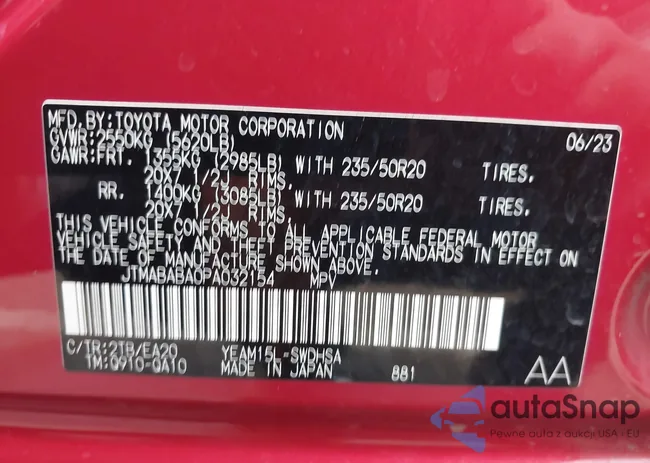 MFD.BY:TOYOTA MOTOR CORPORATION 06/23
GVWR:2550KG (5620LB)
GAWR:FRT. 1355KG (2985LB) WITH 235/50R20 TIRES.
20X7 1/2J RIMS.
RR. 1400KG (3085LB) WITH 235/50R20 TIRES.
20X7 1/2J RIMS.
THIS VEHICLE CONFORMS TO ALL APPLICABLE FEDERAL MOTOR
VEHICLE SAFETY AND THEFT PREVENTION STANDARDS IN EFFECT ON
THE DATE OF MANUFACTURE SHOWN ABOVE.
JTMABABA0PA032154 MPV
C/TR:2TB/EA20 YEAM15L-SWDHSA
TM:Q910-QA10 MADE IN JAPAN 881 AA
autaSnap
Pewne auta z aukcji USA - EU